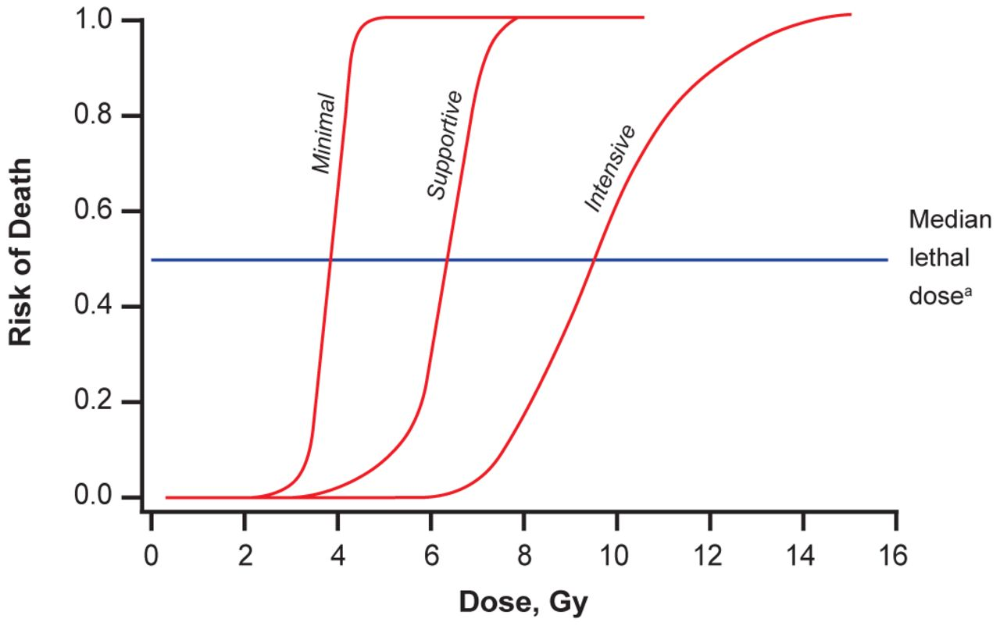 1.0
0.8
0.6
0.4
0.2
0.0
Risk of Death
Minimal
Supportive
Intensive
Median
lethal
doseᵃ
0 2 4 6 8 10 12 14 16
Dose, Gy